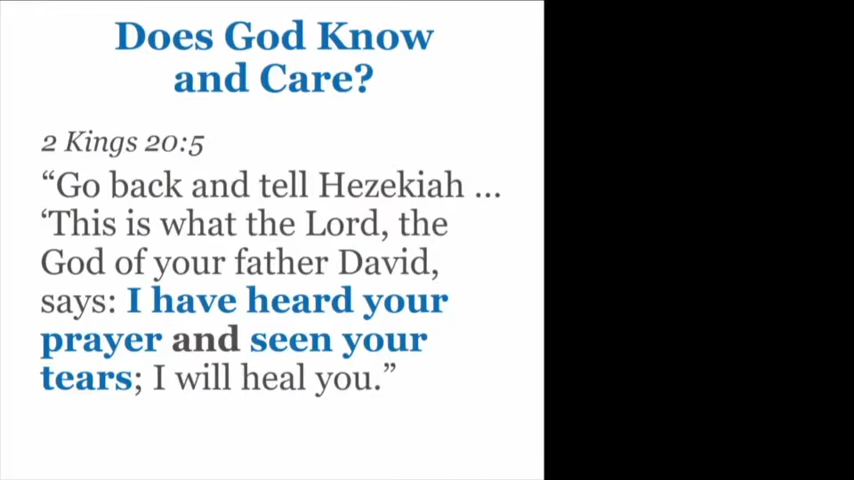 Does God Know
and Care?
2 Kings 20:5
“Go back and tell Hezekiah ...
‘This is what the Lord, the
God of your father David,
says: I have heard your
prayer and seen your
tears; I will heal you.”